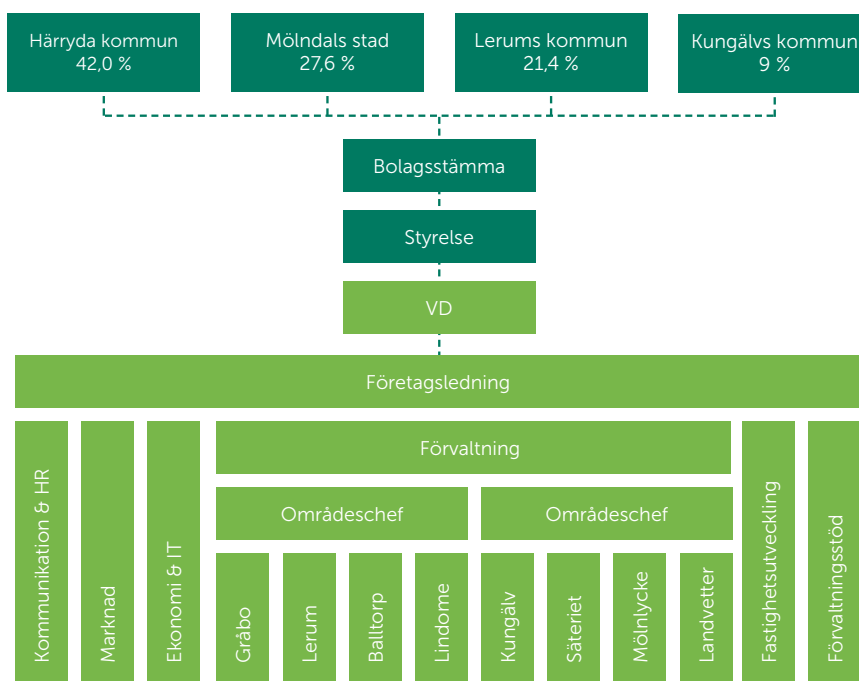 Härryda kommun
42,0 %
Mölndals stad
27,6 %
Lerums kommun
21,4 %
Kungälvs kommun
9 %
Bolagsstämma
Styrelse
VD
Företagsledning
Kommunikation & HR
Marknad
Ekonomi & IT
Förvaltning
Områdeschef
Områdeschef
Gråbo
Lerum
Balltorp
Lindome
Kungälv
Säteriet
Mölnlycke
Landvetter
Fastighetsutveckling
Förvaltningsstöd